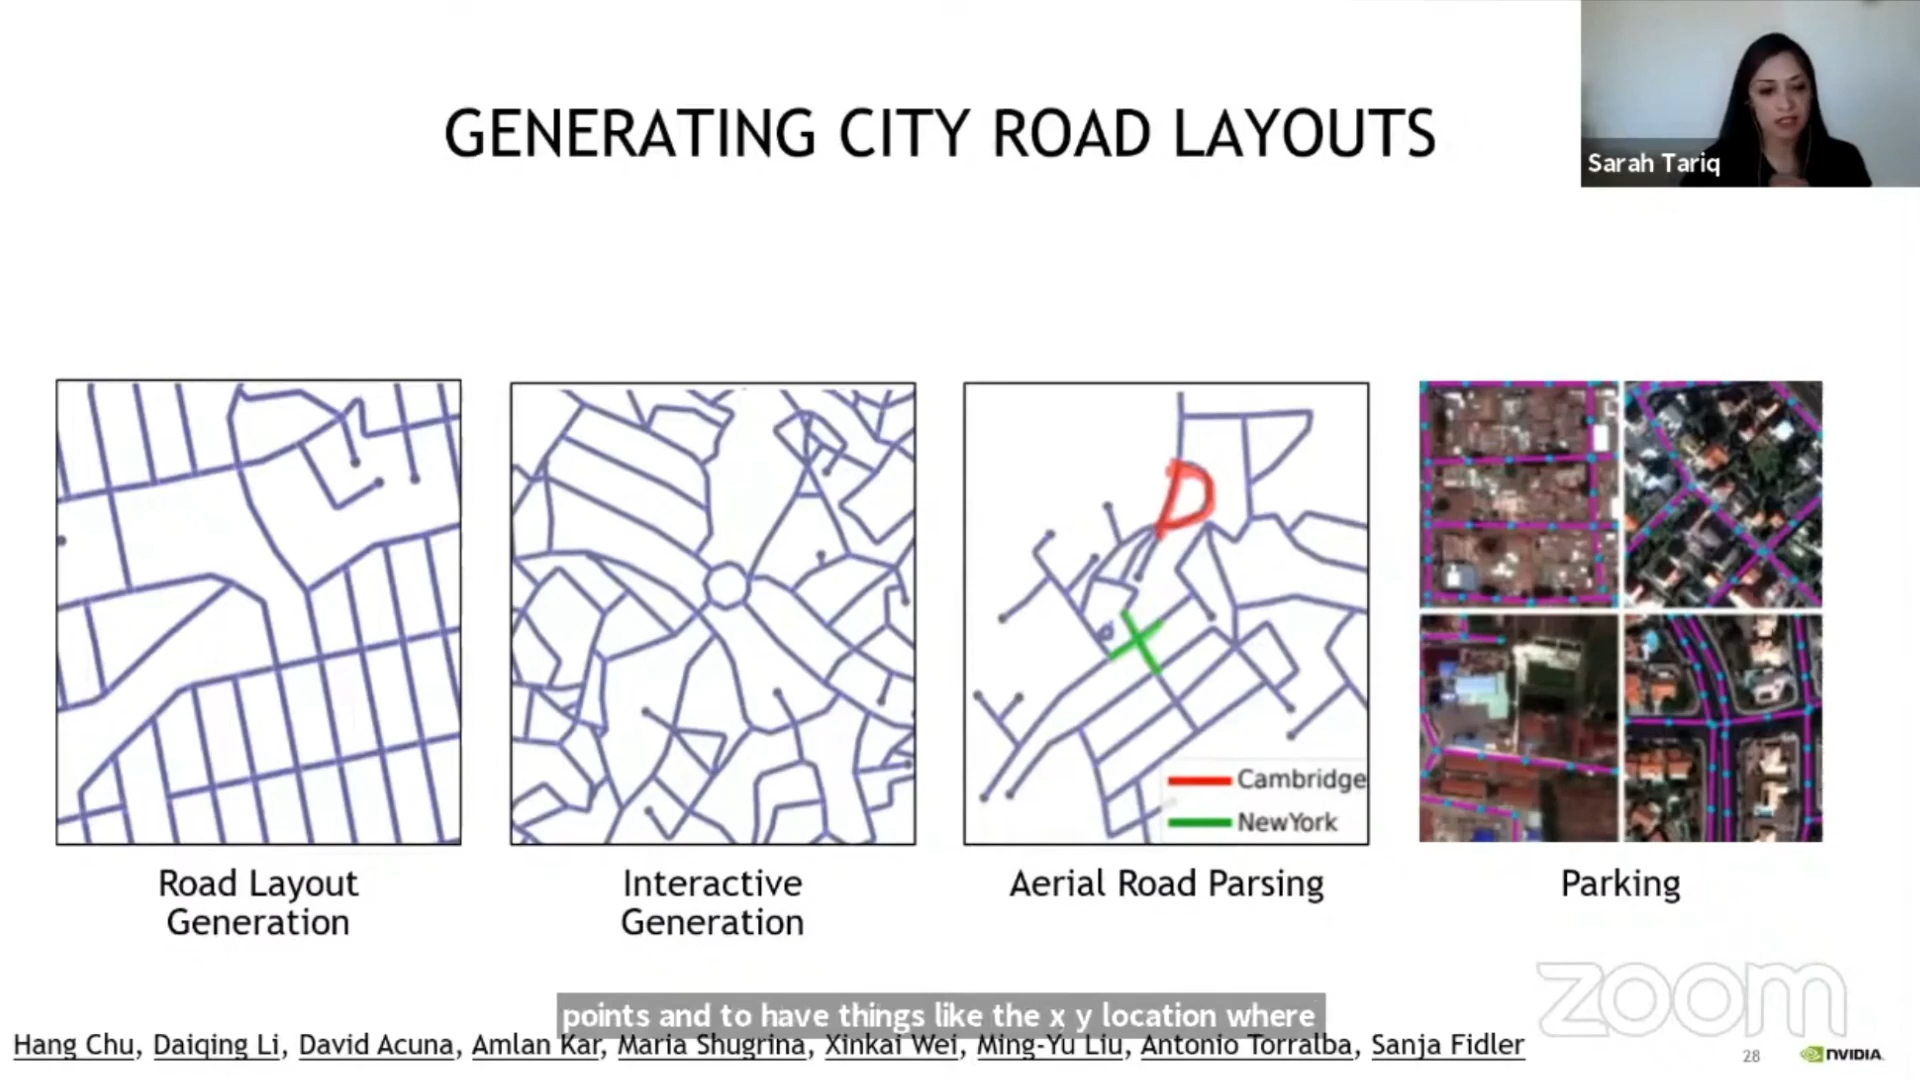 GENERATING CITY ROAD LAYOUTS
Sarah Tariq
D
Cambridge
NewYork
Road Layout
Generation
Interactive
Generation
Aerial Road Parsing
Parking
zoom
points and to have things like the x y location where
Hang Chu, Daiqing Li, David Acuna, Amlan Kar, Maria Shugrina, Xinkai Wei, Ming-Yu Liu, Antonio Torralba, Sanja Fidler
28
NVIDIA.